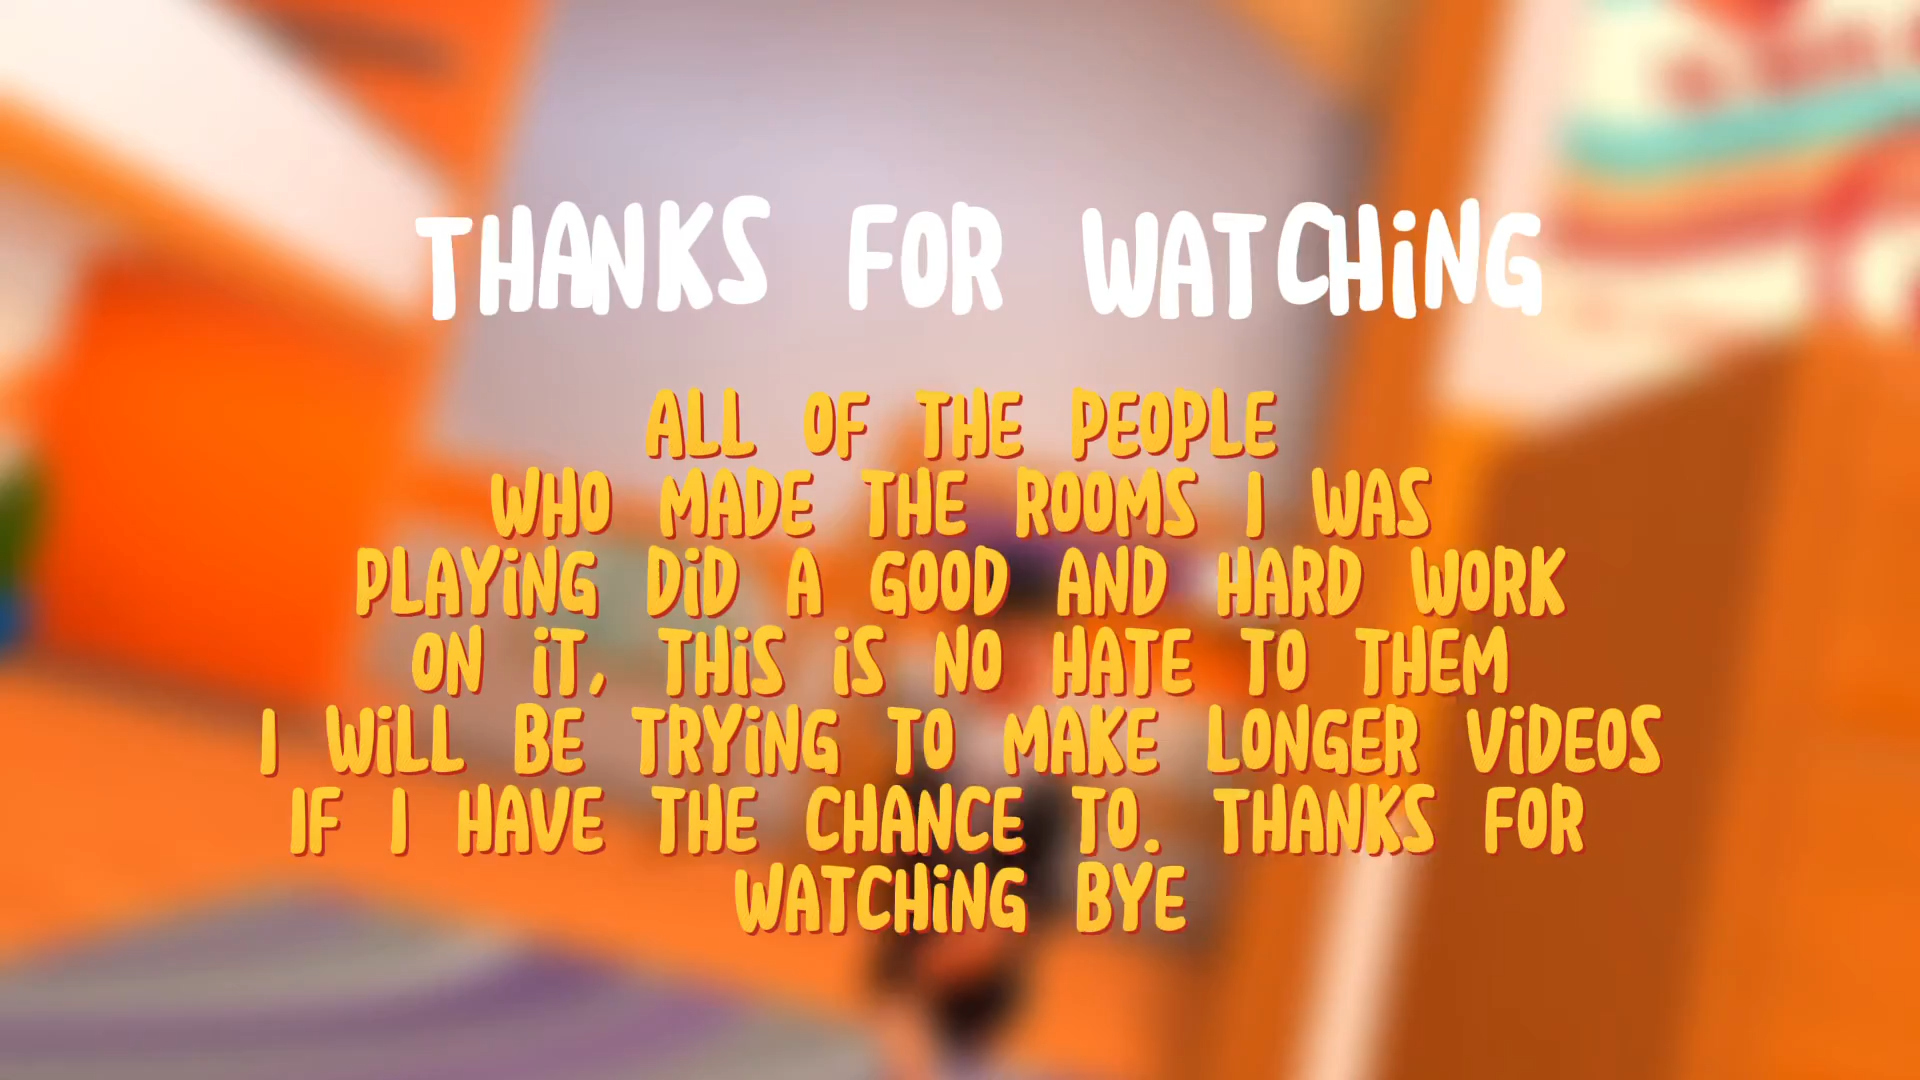 THANKS FOR WATCHING
ALL OF THE PEOPLE
WHO MADE THE ROOMS I WAS
PLAYING DID A GOOD AND HARD WORK
ON IT, THIS IS NO HATE TO THEM
I WILL BE TRYING TO MAKE LONGER VIDEOS
IF I HAVE THE CHANCE TO. THANKS FOR
WATCHING BYE